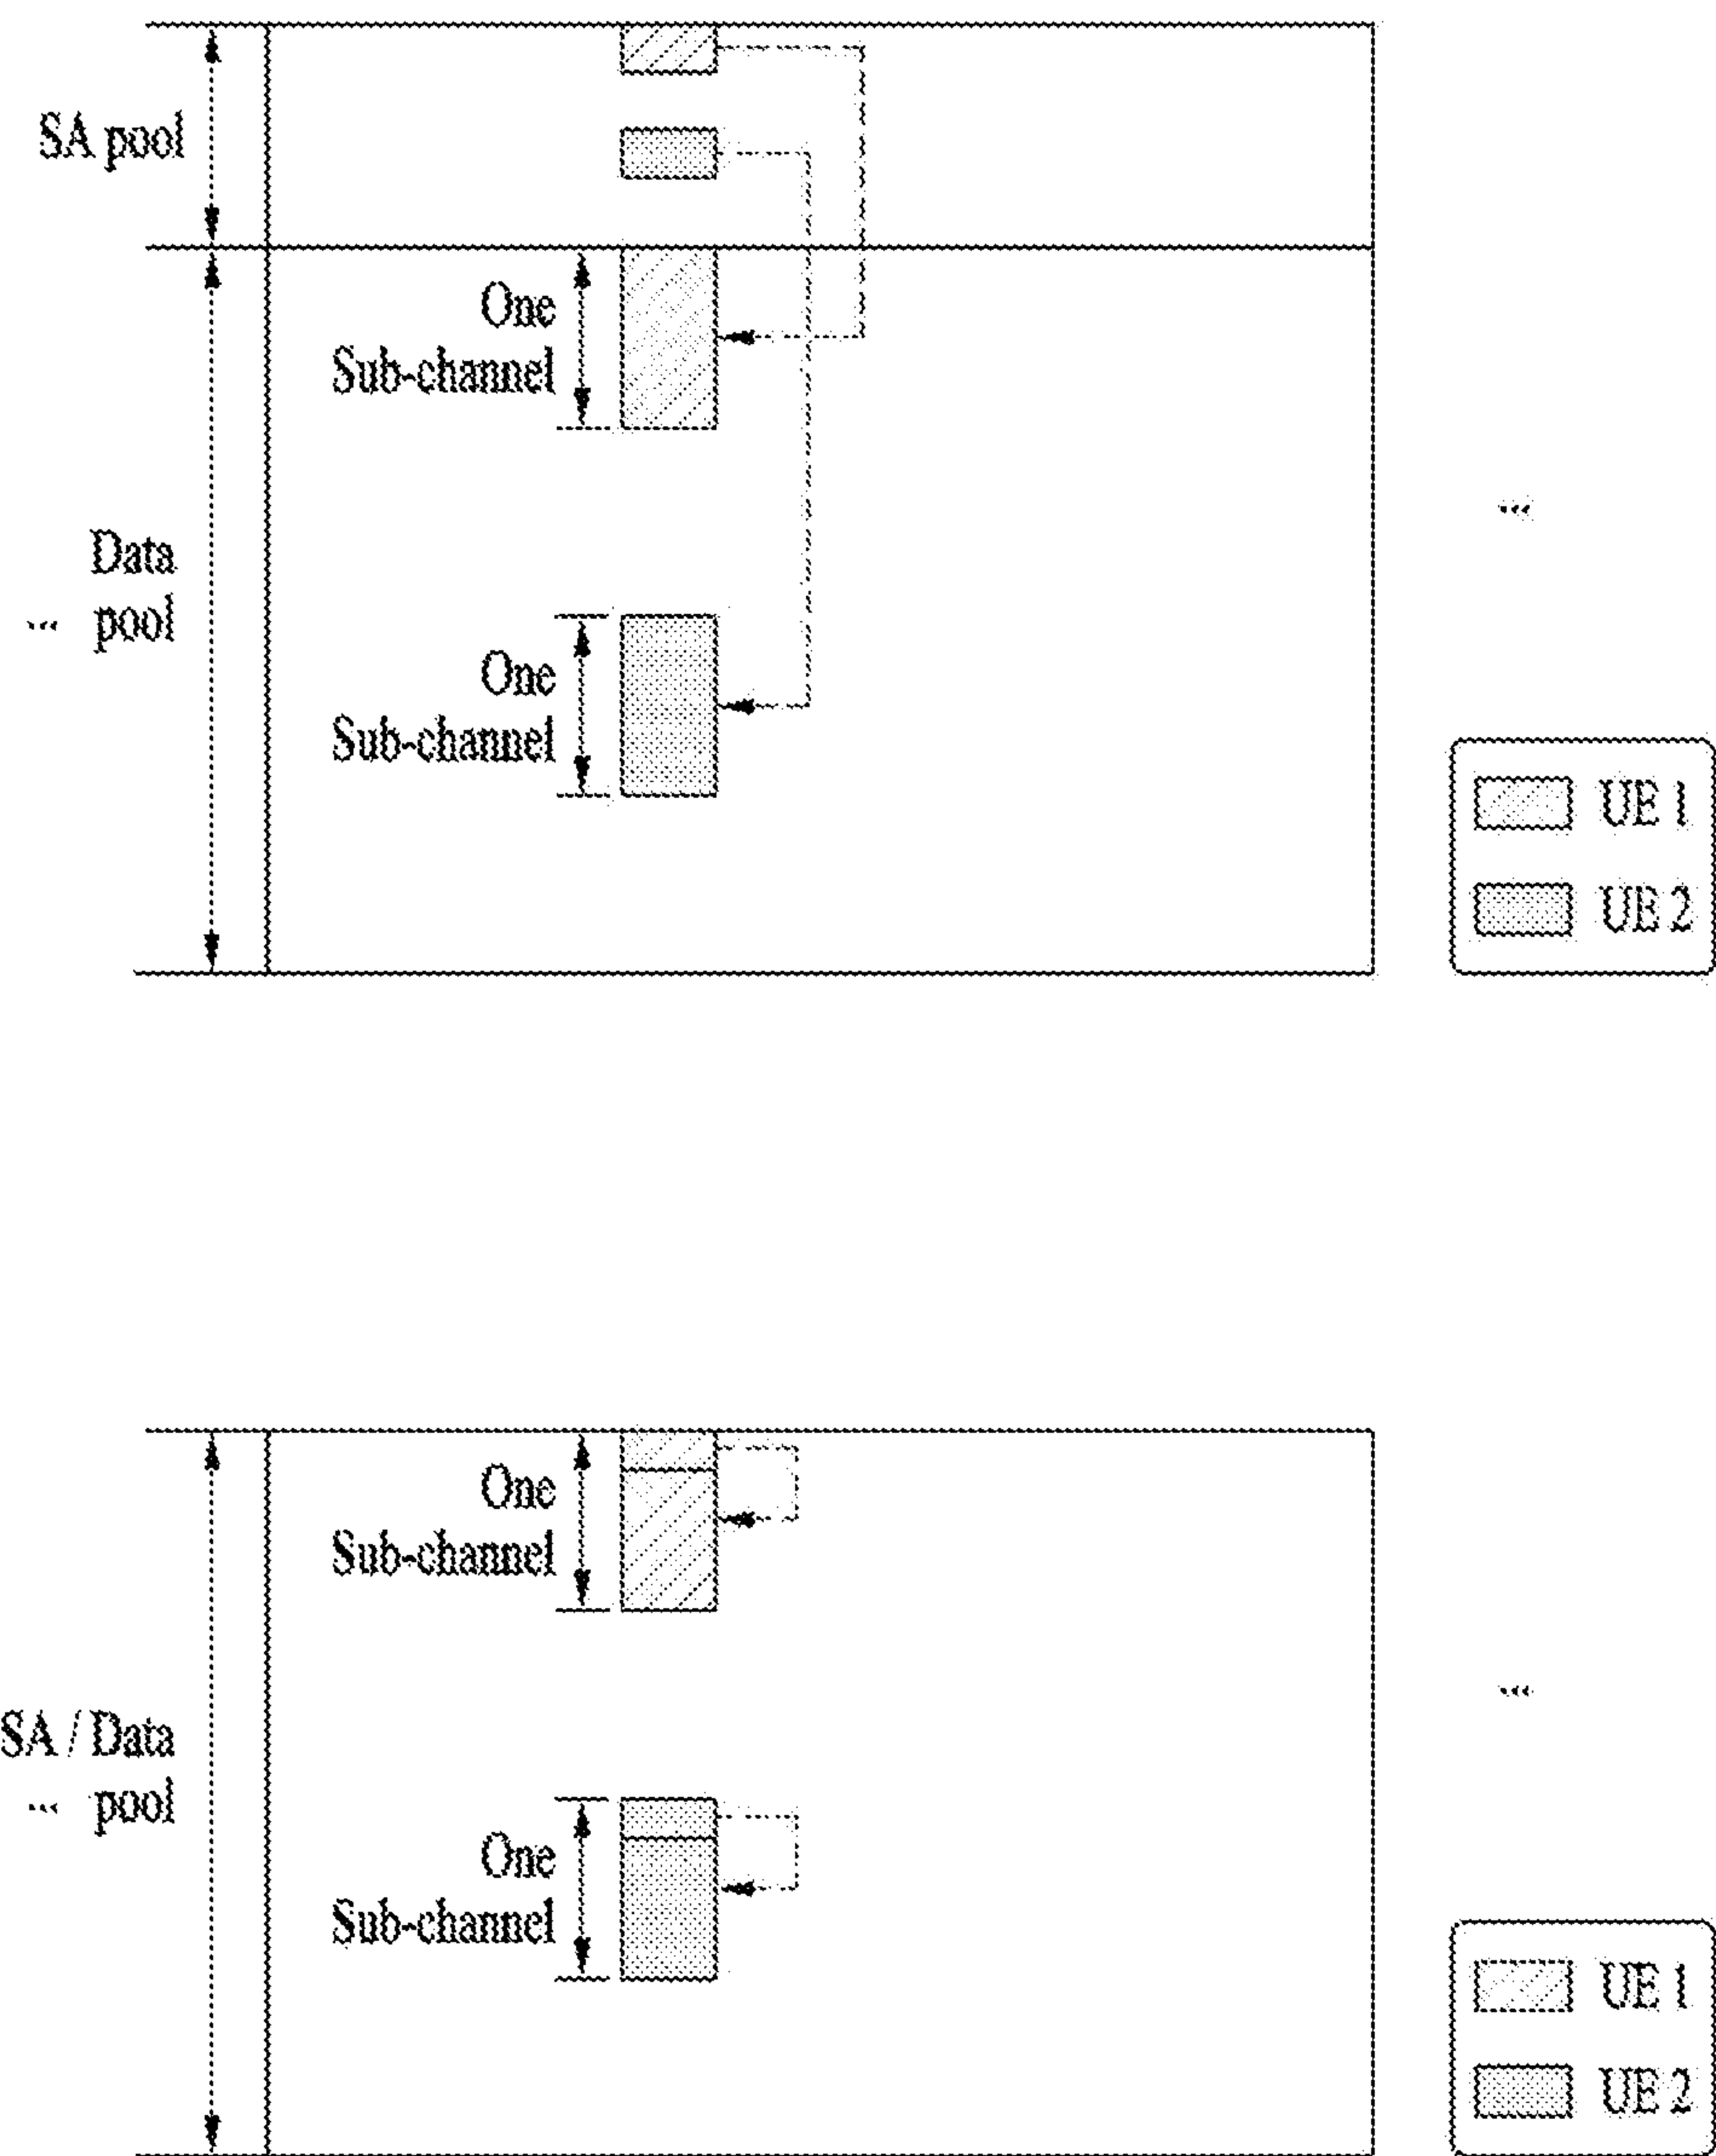 SA pool
One
Sub-channel
...
Data
... pool
One
Sub-channel
UE 1
UE 2
One
Sub-channel
...
SA / Data
... pool
One
Sub-channel
UE 1
UE 2